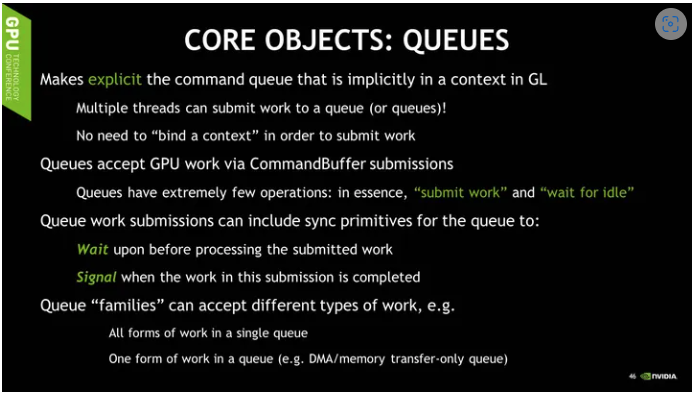 GPU TECHNOLOGY
CONFERENCE
CORE OBJECTS: QUEUES
Makes explicit the command queue that is implicitly in a context in GL
Multiple threads can submit work to a queue (or queues)!
No need to “bind a context” in order to submit work
Queues accept GPU work via CommandBuffer submissions
Queues have extremely few operations: in essence, “submit work” and “wait for idle”
Queue work submissions can include sync primitives for the queue to:
Wait upon before processing the submitted work
Signal when the work in this submission is completed
Queue “families” can accept different types of work, e.g.
All forms of work in a single queue
One form of work in a queue (e.g. DMA/memory transfer-only queue)
46 NVIDIA